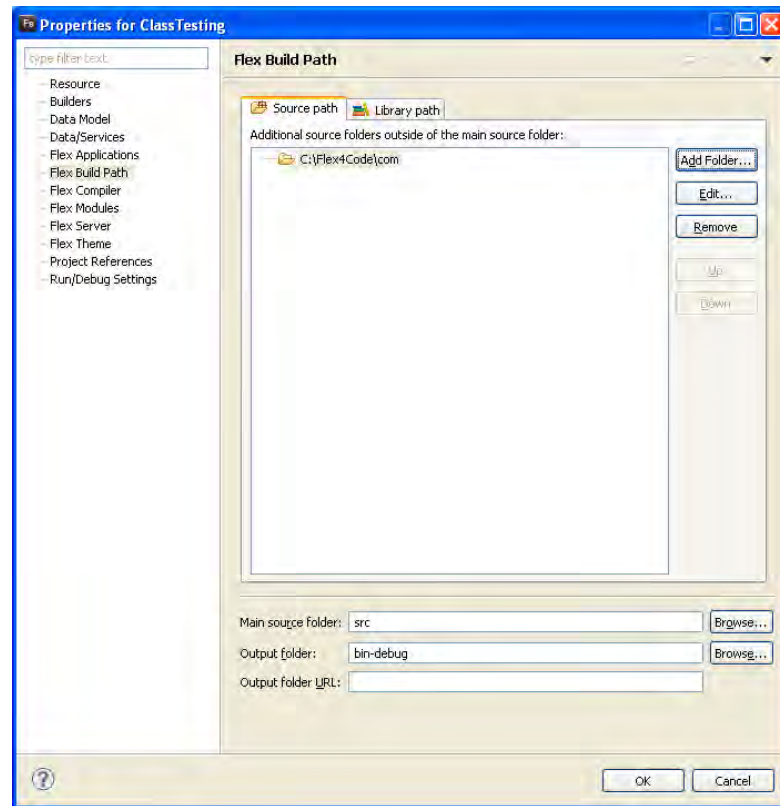 Fb Properties for ClassTesting
type filter text
Resource
Builders
Data Model
Data/Services
Flex Applications
Flex Build Path
Flex Compiler
Flex Modules
Flex Server
Flex Theme
Project References
Run/Debug Settings
Flex Build Path
Source path
Library path
Additional source folders outside of the main source folder:
C:\Flex4Code\com
Add Folder...
Edit...
Remove
Up
Down
Main source folder: src Browse...
Output folder: bin-debug Browse...
Output folder URL:
?
OK
Cancel